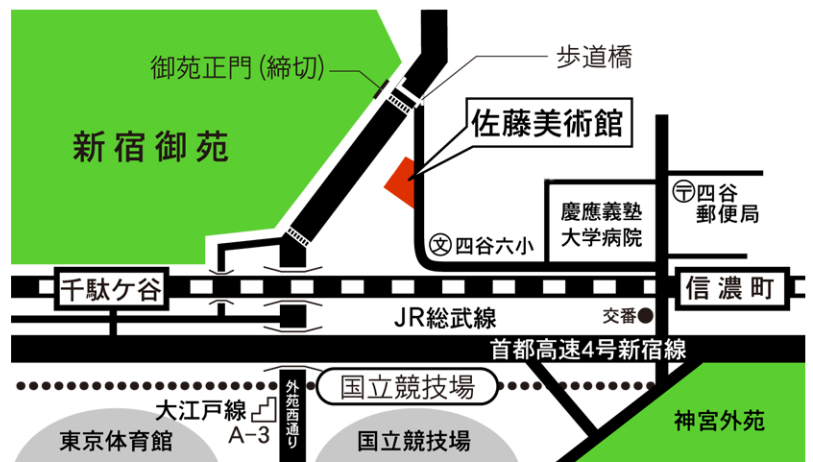 御苑正門(締切)
歩道橋
佐藤美術館
新宿御苑
〒四谷
郵便局
慶應義塾
大学病院
文四谷六小
千駄ケ谷
信濃町
JR総武線
交番
首都高速4号新宿線
国立競技場
外苑西通り
大江戸線
A-3
東京体育館
国立競技場
神宮外苑